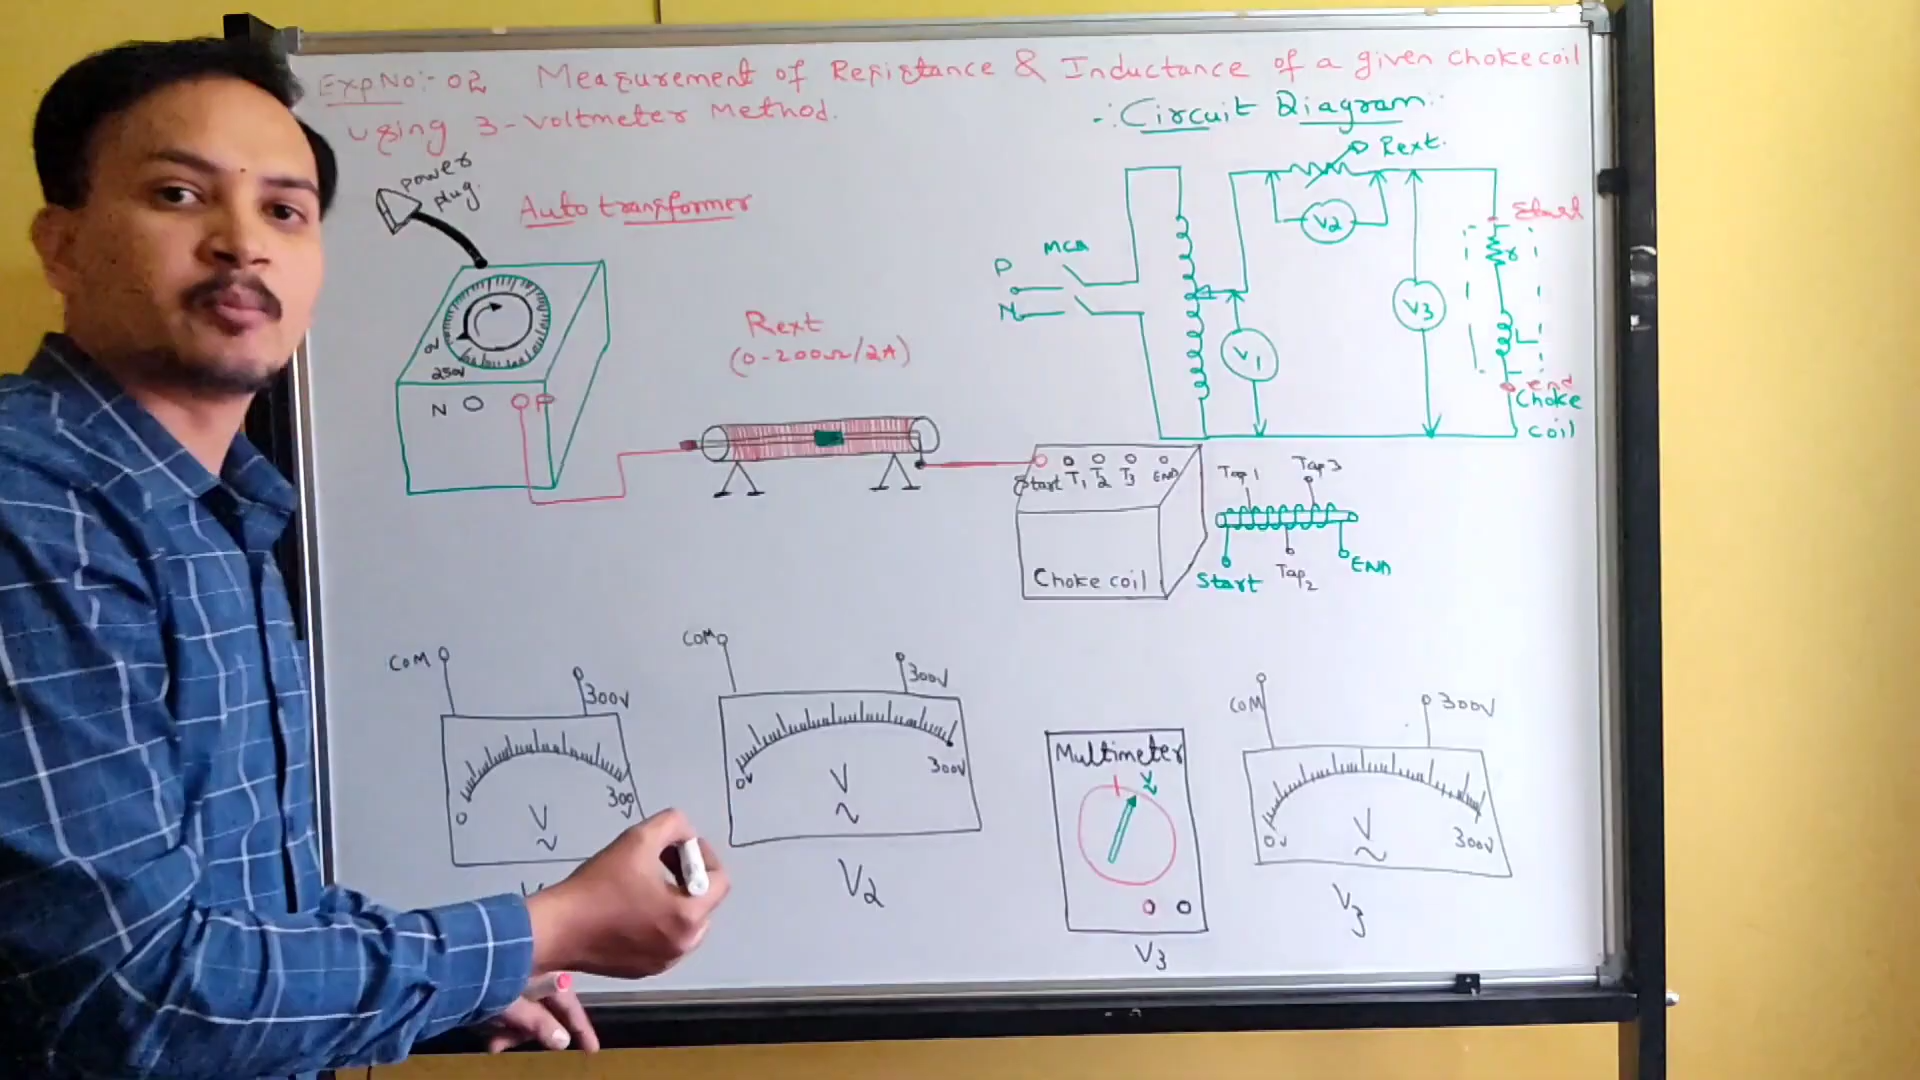 Exp No:- 02 Measurement of Resistance & Inductance of a given choke coil
using 3-Voltmeter Method.
-: Circuit Diagram:-
power
plug.
Auto transformer
0V
250V
N
P
Rext
(0-200Ω/2A)
Rext.
V2
MCB
P
N
V1
V3
Start
r
L
end
Choke
coil
Start T1 T2 T3 END
Choke coil
Tap 1
Tap 3
Start
Tap2
END
COM
300V
0
300
V
V
~
COM
300V
0V
300V
V
~
V2
Multimeter
V
~
V3
COM
300V
0V
300V
V
~
V3